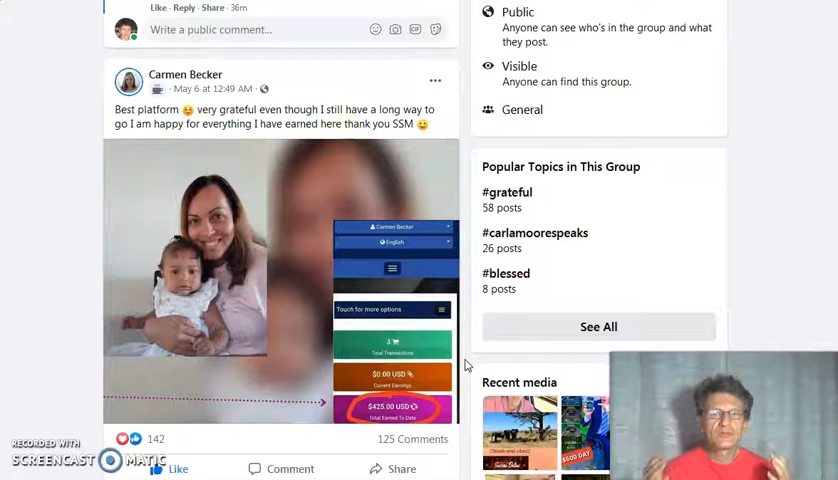 Like · Reply · Share · 36m
Write a public comment…
GIF
Carmen Becker
May 6 at 12:49 AM ·
Best platform very grateful even though I still have a long way to
go I am happy for everything I have earned here thank you SSM
Carmen Becker
English
Touch for more options
3
Total Transactions
$0.00 USD
Current Earnings
$425.00 USD
Total Earned To Date
142
125 Comments
Like
Comment
Share
Public
Anyone can see who's in the group and what
they post.
Visible
Anyone can find this group.
General
Popular Topics in This Group
#grateful
58 posts
#carlamoorespeaks
26 posts
#blessed
8 posts
See All
Recent media
$600 DAY
RECORDED WITH
SCREENCAST MATIC